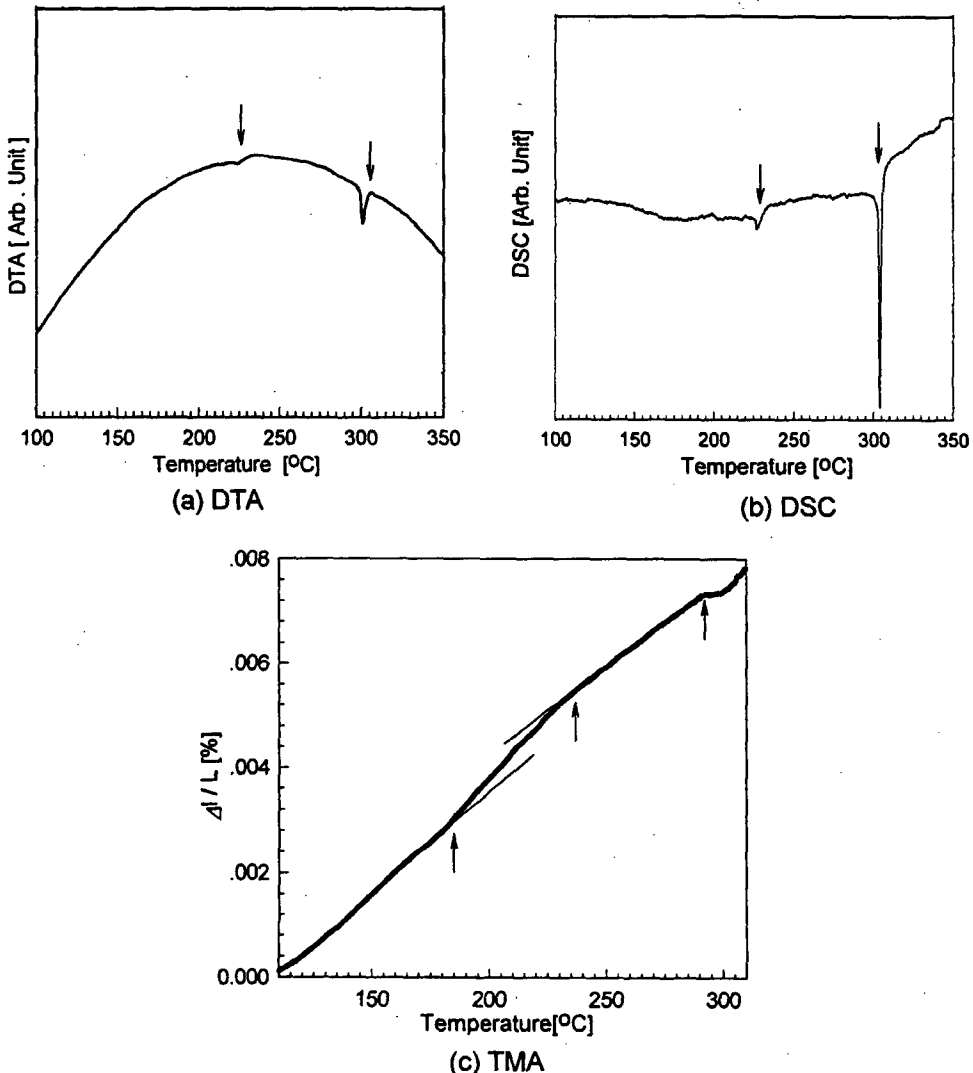 DTA [ Arb . Unit ]
100 150 200 250 300 350
Temperature [ºC]
(a) DTA
DSC [Arb. Unit]
100 150 200 250 300 350
Temperature [ºC]
(b) DSC
.008
.006
.004
.002
0.000
Δl / L [%]
150 200 250 300
Temperature[ºC]
(c) TMA